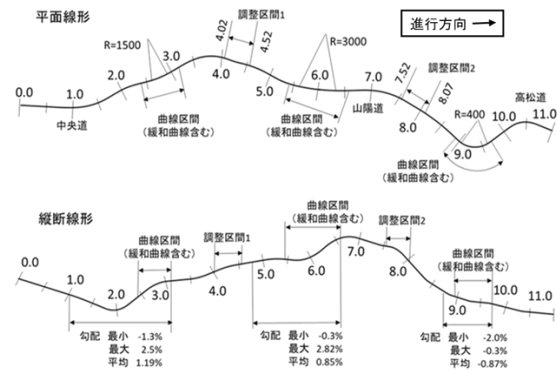 平面線形
進行方向
調整区間1
4.02
4.52
R=1500
R=3000
0.0
1.0
2.0
3.0
4.0
5.0
6.0
7.0
7.52
調整区間2
8.07
8.0
R=400
9.0
10.0
11.0
中央道
山陽道
高松道
曲線区間
(緩和曲線含む)
曲線区間
(緩和曲線含む)
曲線区間
(緩和曲線含む)
縦断線形
曲線区間
(緩和曲線含む)
調整区間1
曲線区間
(緩和曲線含む)
調整区間2
曲線区間
(緩和曲線含む)
0.0
1.0
2.0
3.0
4.0
5.0
6.0
7.0
8.0
9.0
10.0
11.0
勾配 最小 -1.3%
最大 2.5%
平均 1.19%
勾配 最小 -0.3%
最大 2.82%
平均 0.85%
勾配 最小 -2.0%
最大 -0.3%
平均 -0.87%